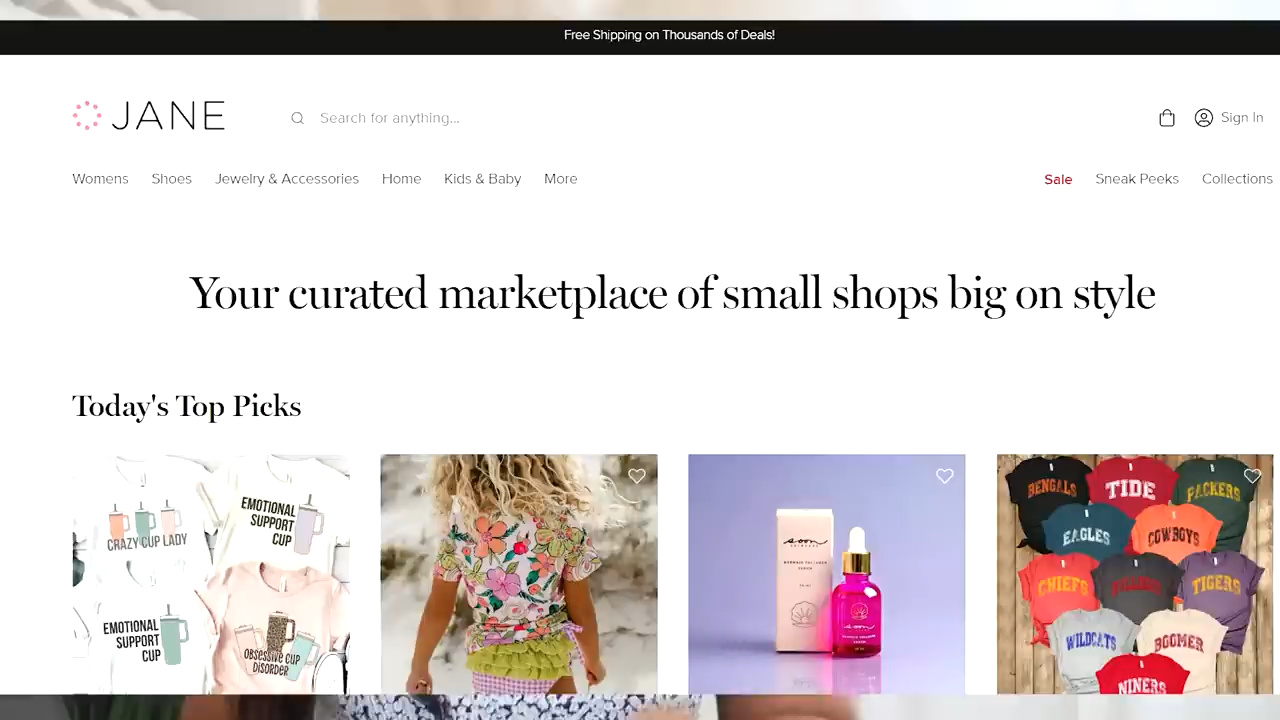 Free Shipping on Thousands of Deals!
JANE
Search for anything...
Sign In
Womens Shoes Jewelry & Accessories Home Kids & Baby More
Sale Sneak Peeks Collections
Your curated marketplace of small shops big on style
Today's Top Picks
CRAZY CUP LADY
EMOTIONAL
SUPPORT
CUP
EMOTIONAL
SUPPORT
CUP
OBSESSIVE CUP
DISORDER
soon
soon
BENGALS
TIDE
PACKERS
EAGLES
COWBOYS
CHIEFS
BULLDOGS
TIGERS
WILDCATS
BOOMER
NINERS